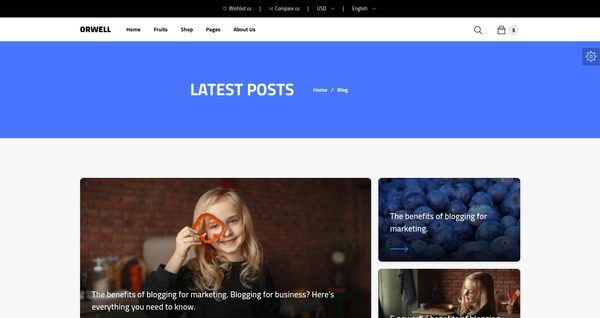 Wishlist (0) | Compare (0) | USD | English
ORWELL Home Fruits Shop Pages About Us 3
LATEST POSTS Home / Blog
The benefits of blogging for
marketing.
The benefits of blogging for marketing. Blogging for business? Here's
everything you need to know.